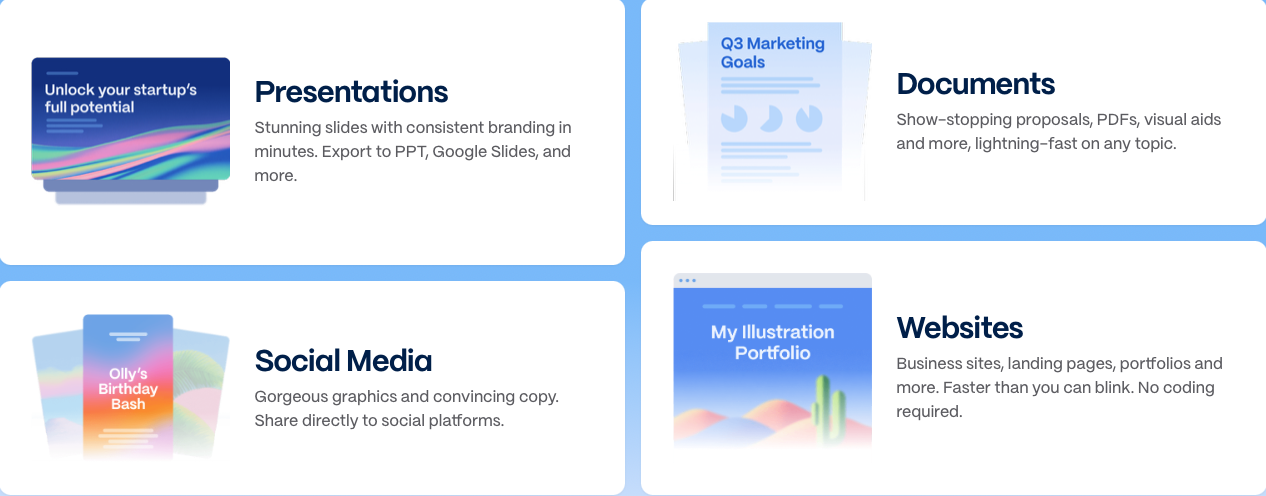 Unlock your startup's
full potential
Presentations
Stunning slides with consistent branding in
minutes. Export to PPT, Google Slides, and
more.
Q3 Marketing
Goals
Documents
Show-stopping proposals, PDFs, visual aids
and more, lightning-fast on any topic.
Olly's
Birthday
Bash
Social Media
Gorgeous graphics and convincing copy.
Share directly to social platforms.
My Illustration
Portfolio
Websites
Business sites, landing pages, portfolios and
more. Faster than you can blink. No coding
required.